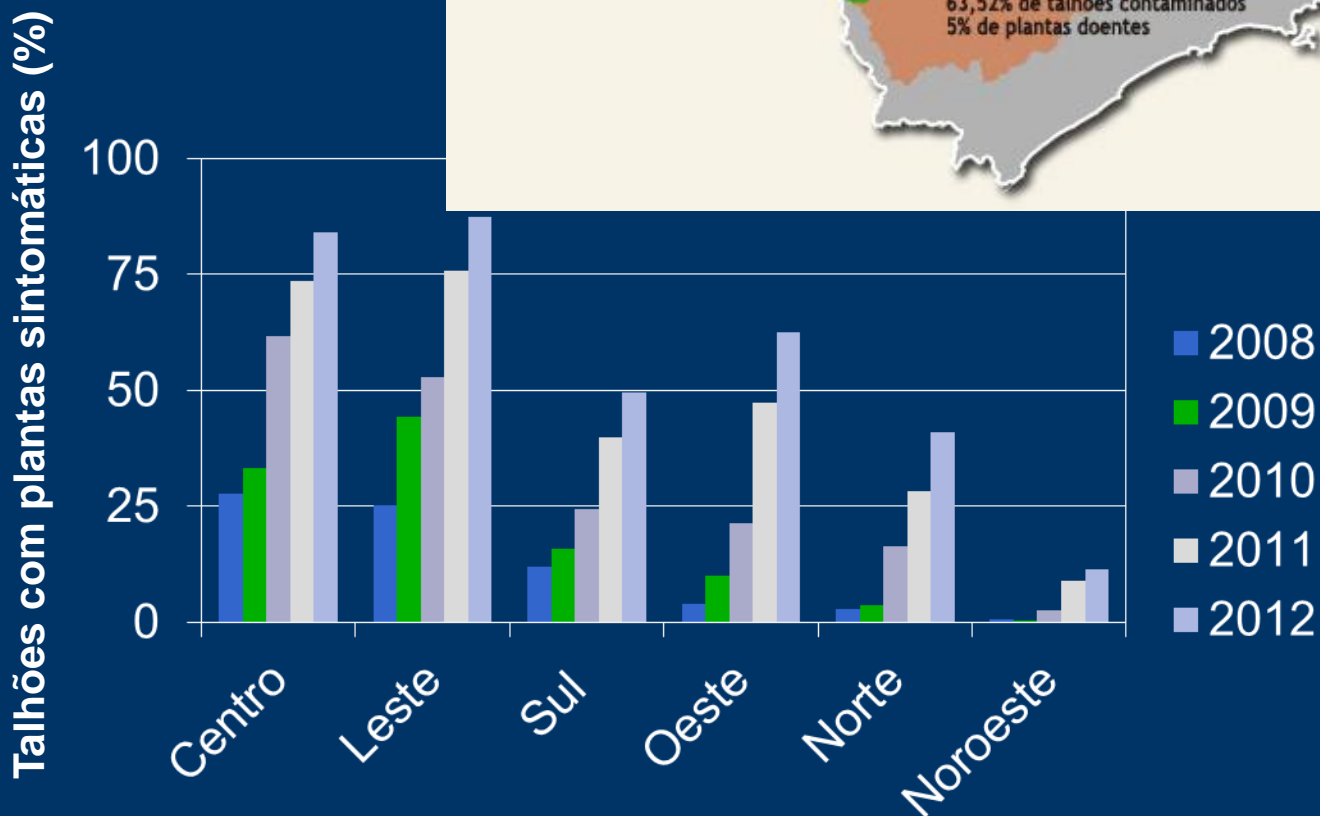 63,52% de talhões contaminados
5% de plantas doentes
Talhões com plantas sintomáticas (%)
100
75
50
25
0
Centro
Leste
Sul
Oeste
Norte
Noroeste
2008
2009
2010
2011
2012